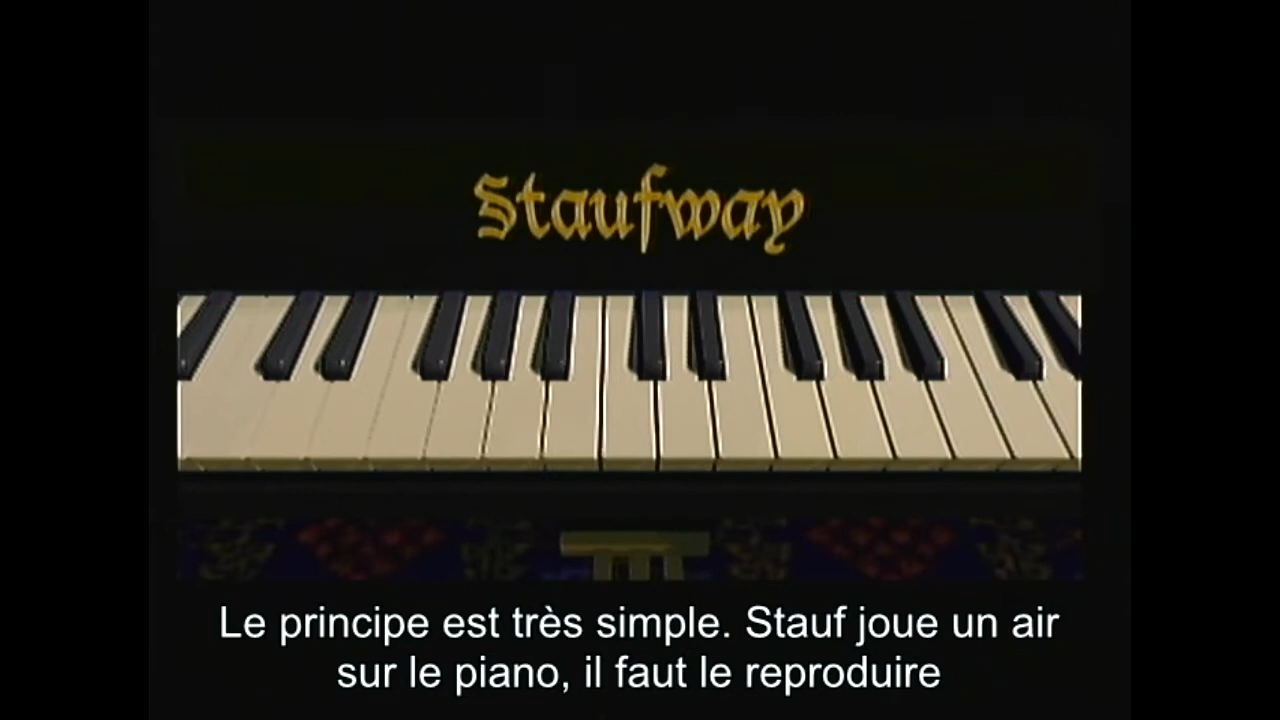 Staufway
Le principe est très simple. Stauf joue un air
sur le piano, il faut le reproduire